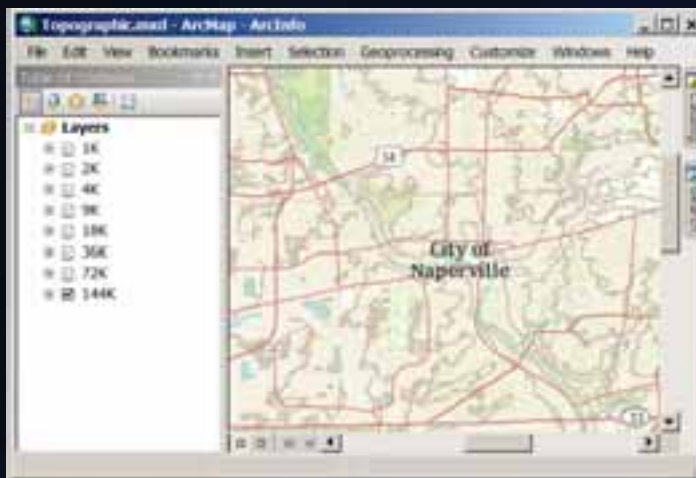 Topographic.mxd - ArcMap - ArcInfo
File Edit View Bookmarks Insert Selection Geoprocessing Customize Windows Help
Layers
1K
2K
4K
9K
18K
36K
72K
144K
City of
Naperville